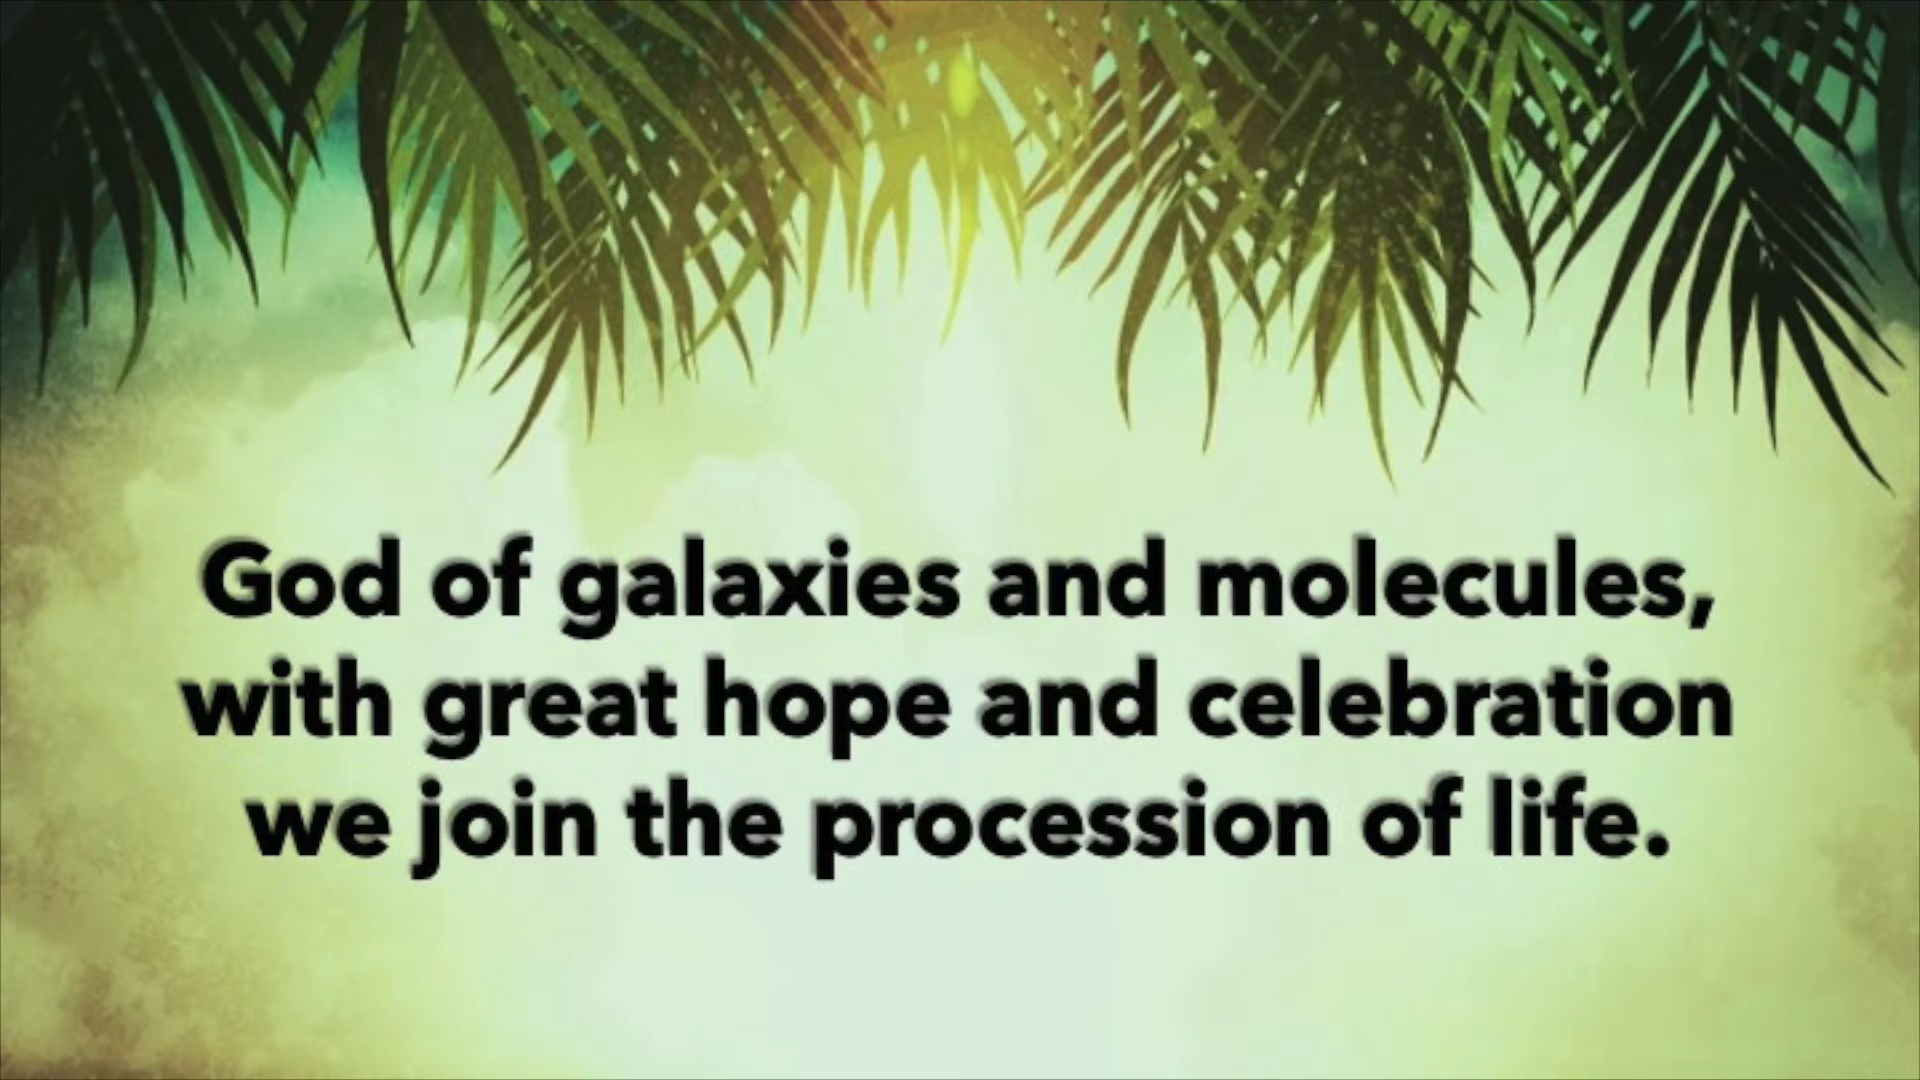 God of galaxies and molecules,
with great hope and celebration
we join the procession of life.